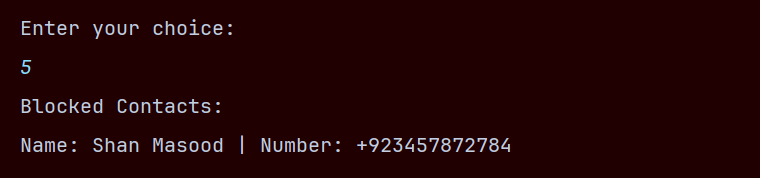 Enter your choice:
5
Blocked Contacts:
Name: Shan Masood | Number: +923457872784